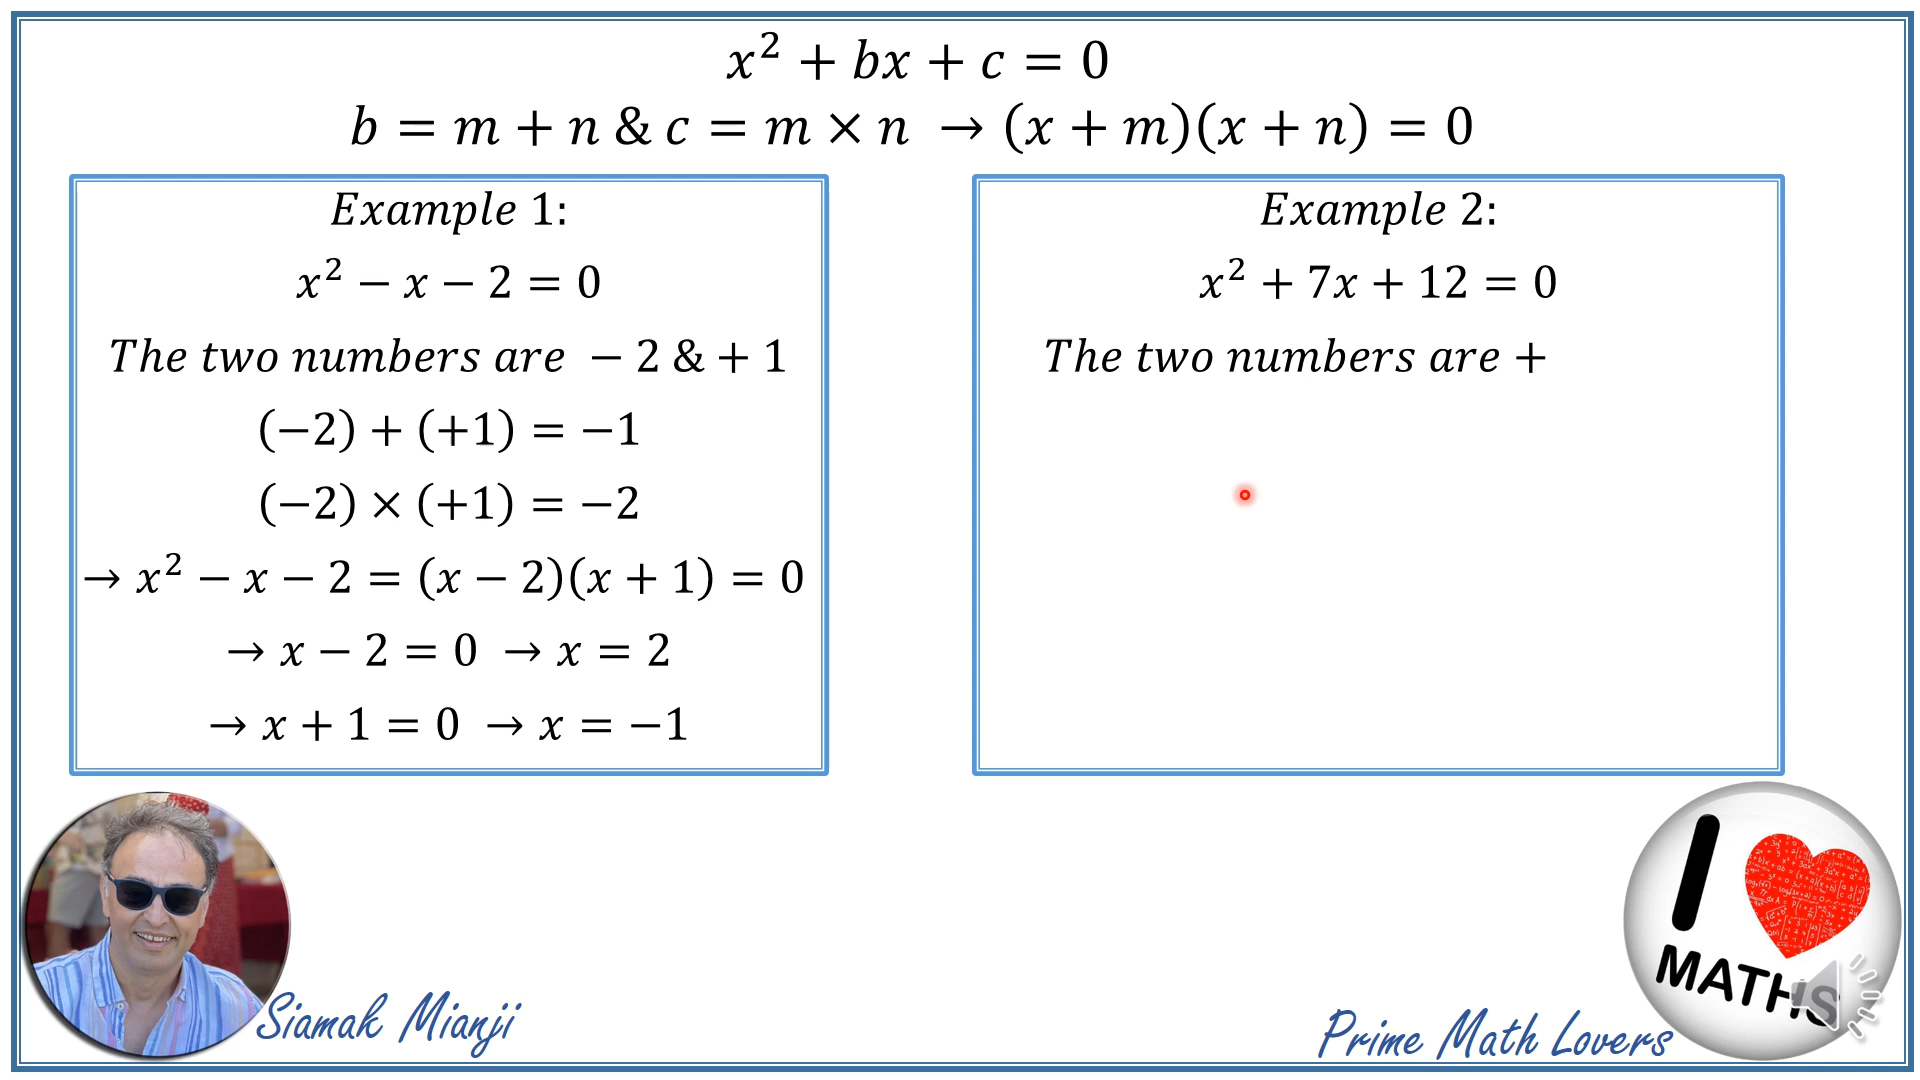 x² + bx + c = 0
b = m + n & c = m × n → (x + m)(x + n) = 0
Example 1:
x² − x − 2 = 0
The two numbers are − 2 & + 1
(−2) + (+1) = −1
(−2) × (+1) = −2
→ x² − x − 2 = (x − 2)(x + 1) = 0
→ x − 2 = 0 → x = 2
→ x + 1 = 0 → x = −1
Example 2:
x² + 7x + 12 = 0
The two numbers are +
Siamak Mianji
Prime Math Lovers
I
MATHS